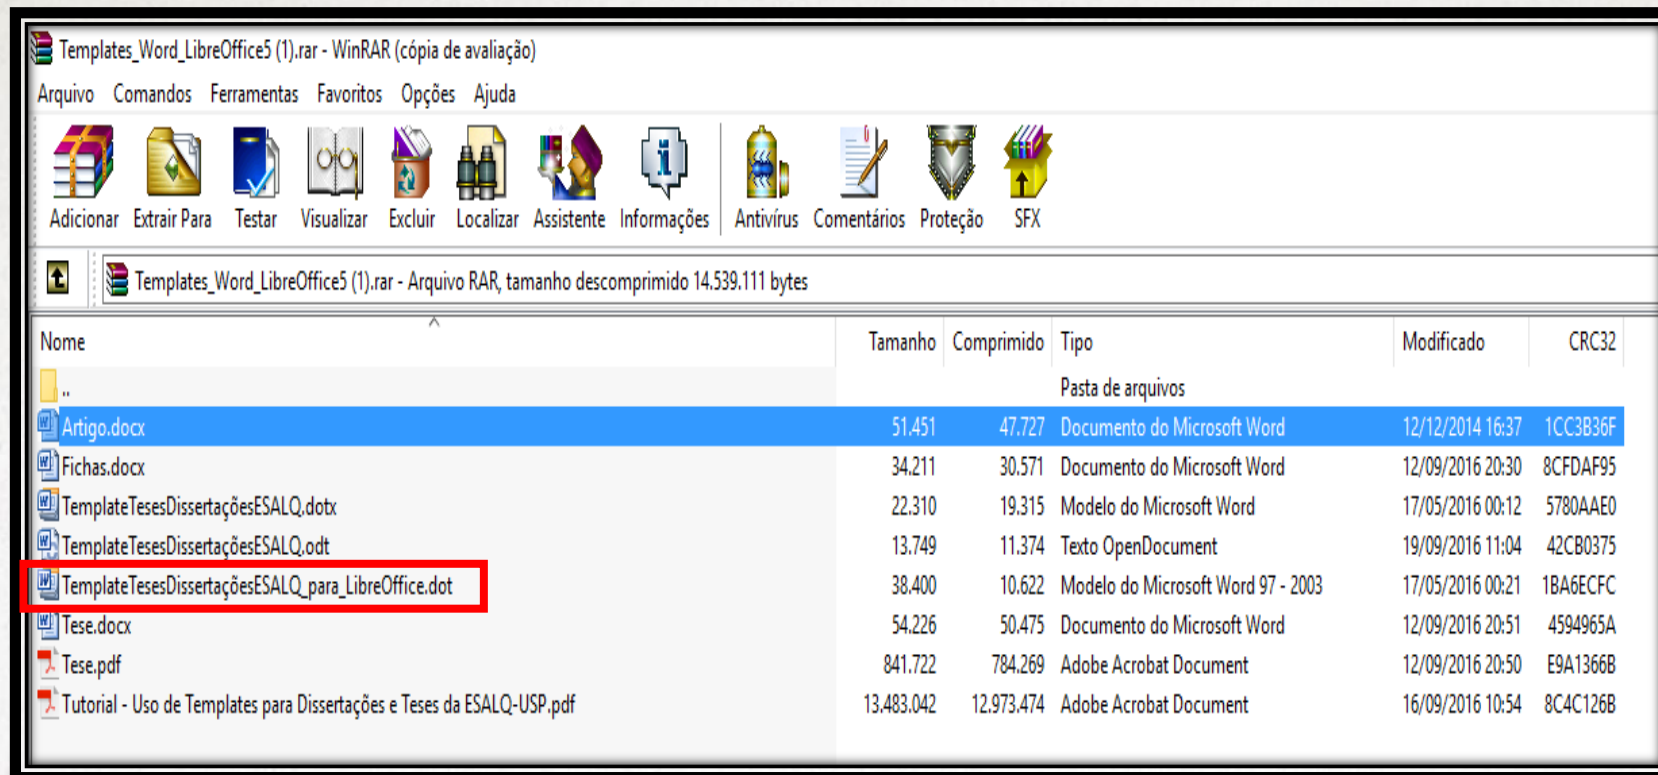 Templates_Word_LibreOffice5 (1).rar - WinRAR (cópia de avaliação)
Arquivo Comandos Ferramentas Favoritos Opções Ajuda
Adicionar Extrair Para Testar Visualizar Excluir Localizar Assistente Informações Antivírus Comentários Proteção SFX
Templates_Word_LibreOffice5 (1).rar - Arquivo RAR, tamanho descomprimido 14.539.111 bytes
Nome Tamanho Comprimido Tipo Modificado CRC32
.. Pasta de arquivos
Artigo.docx 51.451 47.727 Documento do Microsoft Word 12/12/2014 16:37 1CC3B36F
Fichas.docx 34.211 30.571 Documento do Microsoft Word 12/09/2016 20:30 8CFDAF95
TemplateTesesDissertaçõesESALQ.dotx 22.310 19.315 Modelo do Microsoft Word 17/05/2016 00:12 5780AAE0
TemplateTesesDissertaçõesESALQ.odt 13.749 11.374 Texto OpenDocument 19/09/2016 11:04 42CB0375
TemplateTesesDissertaçõesESALQ_para_LibreOffice.dot 38.400 10.622 Modelo do Microsoft Word 97 - 2003 17/05/2016 00:21 1BA6ECFC
Tese.docx 54.226 50.475 Documento do Microsoft Word 12/09/2016 20:51 4594965A
Tese.pdf 841.722 784.269 Adobe Acrobat Document 12/09/2016 20:50 E9A1366B
Tutorial - Uso de Templates para Dissertações e Teses da ESALQ-USP.pdf 13.483.042 12.973.474 Adobe Acrobat Document 16/09/2016 10:54 8C4C126B